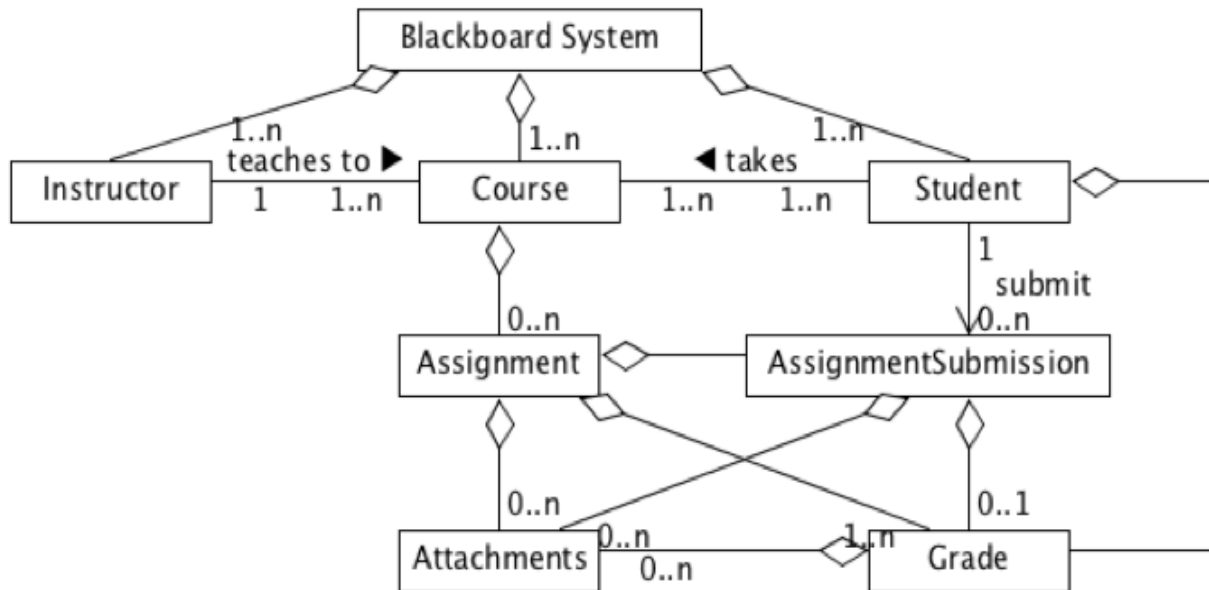 Blackboard System
1..n
1..n
1..n
teaches to ▶
◀ takes
Instructor
Course
Student
1
1..n
1..n
1..n
1
submit
0..n
0..n
Assignment
AssignmentSubmission
0..n
0..1
0..n
1..n
Attachments
0..n
Grade